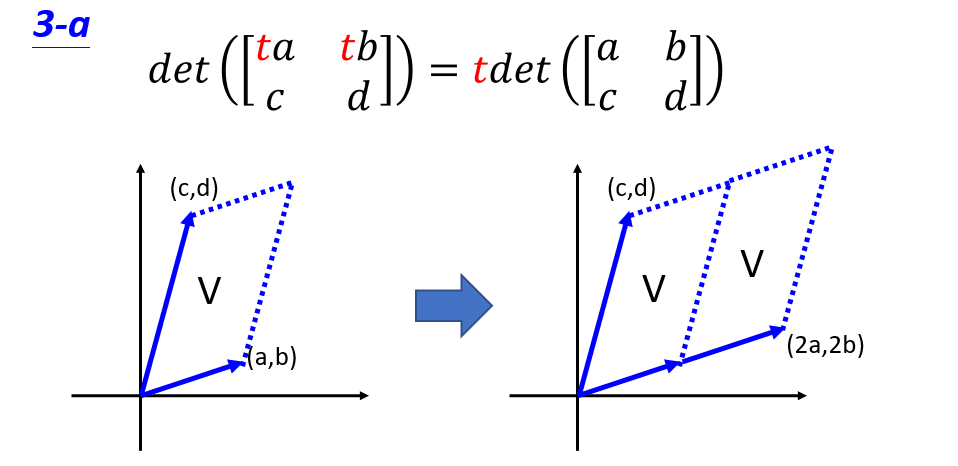 3-a
det([ta tb
c d]) = tdet([a b
c d])
(c,d)
V
(a,b)
(c,d)
V
V
(2a,2b)